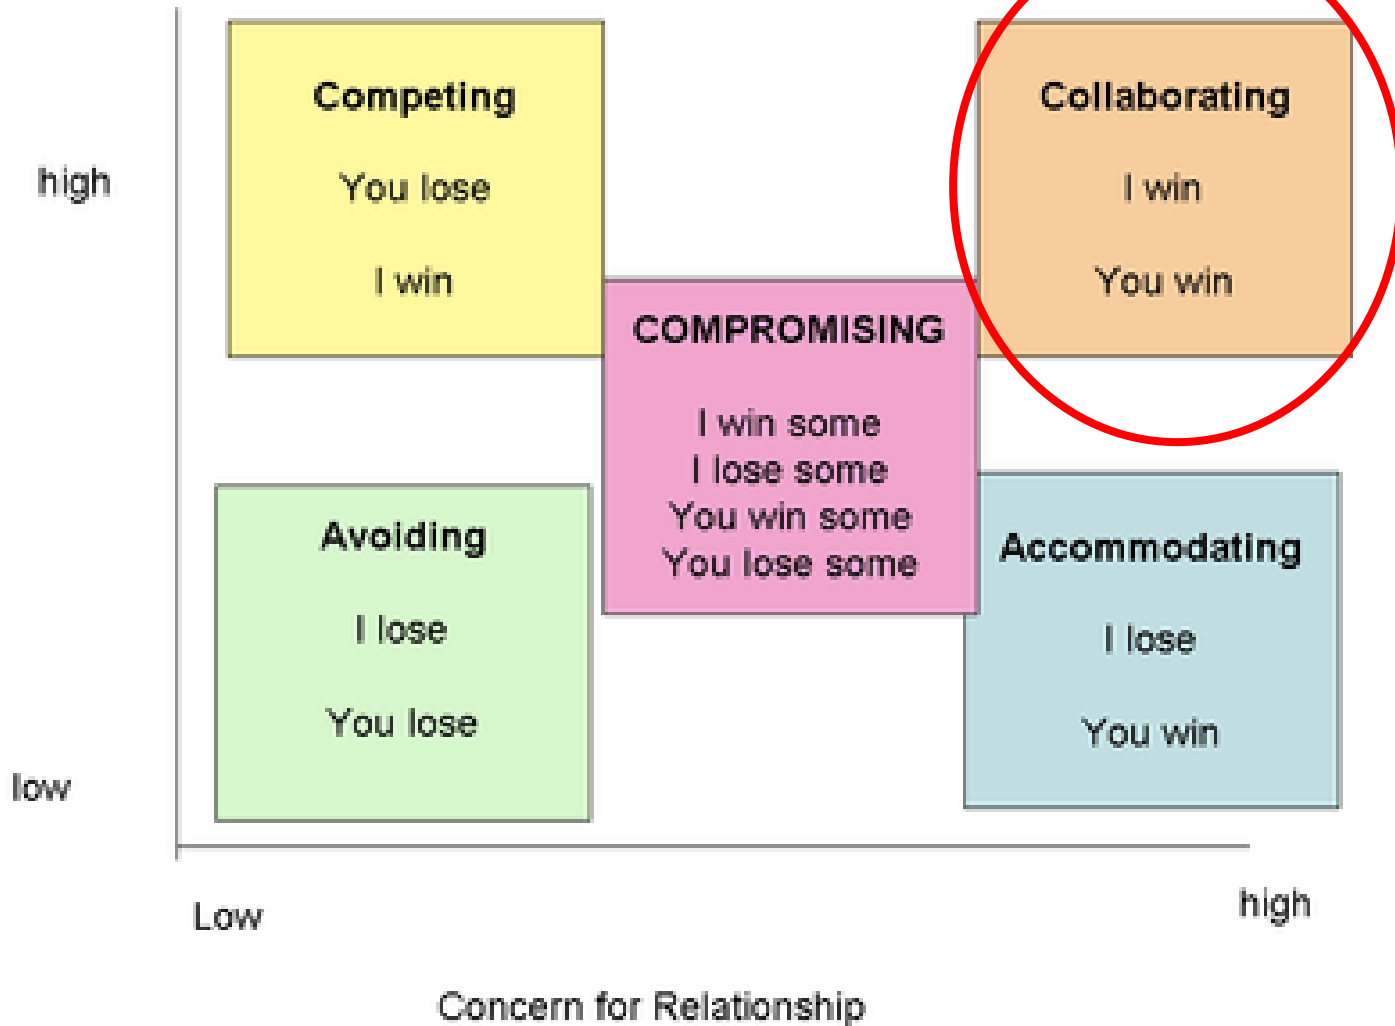 Competing
You lose
I win
Collaborating
I win
You win
high
COMPROMISING
I win some
I lose some
You win some
You lose some
Avoiding
I lose
You lose
Accommodating
I lose
You win
low
Low
high
Concern for Relationship